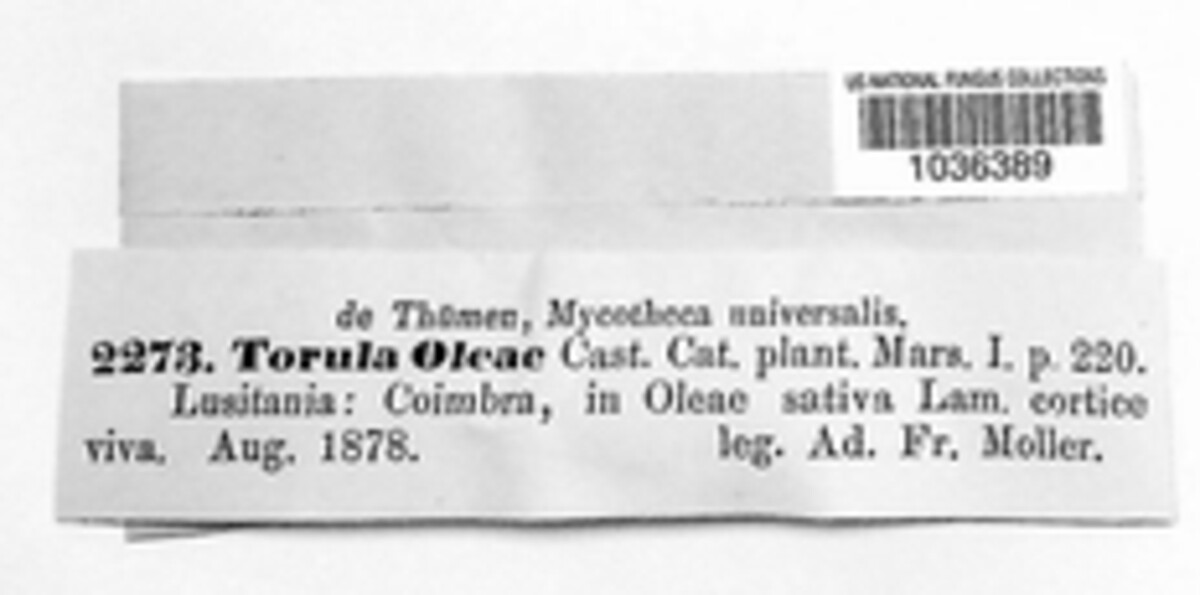 US NATIONAL FUNGUS COLLECTIONS
1036389
de Thümen, Mycotheca universalis.
2273. Torula Oleae Cast. Cat. plant. Mars. I. p. 220.
Lusitania: Coimbra, in Oleae sativa Lam. cortice
viva. Aug. 1878. leg. Ad. Fr. Moller.